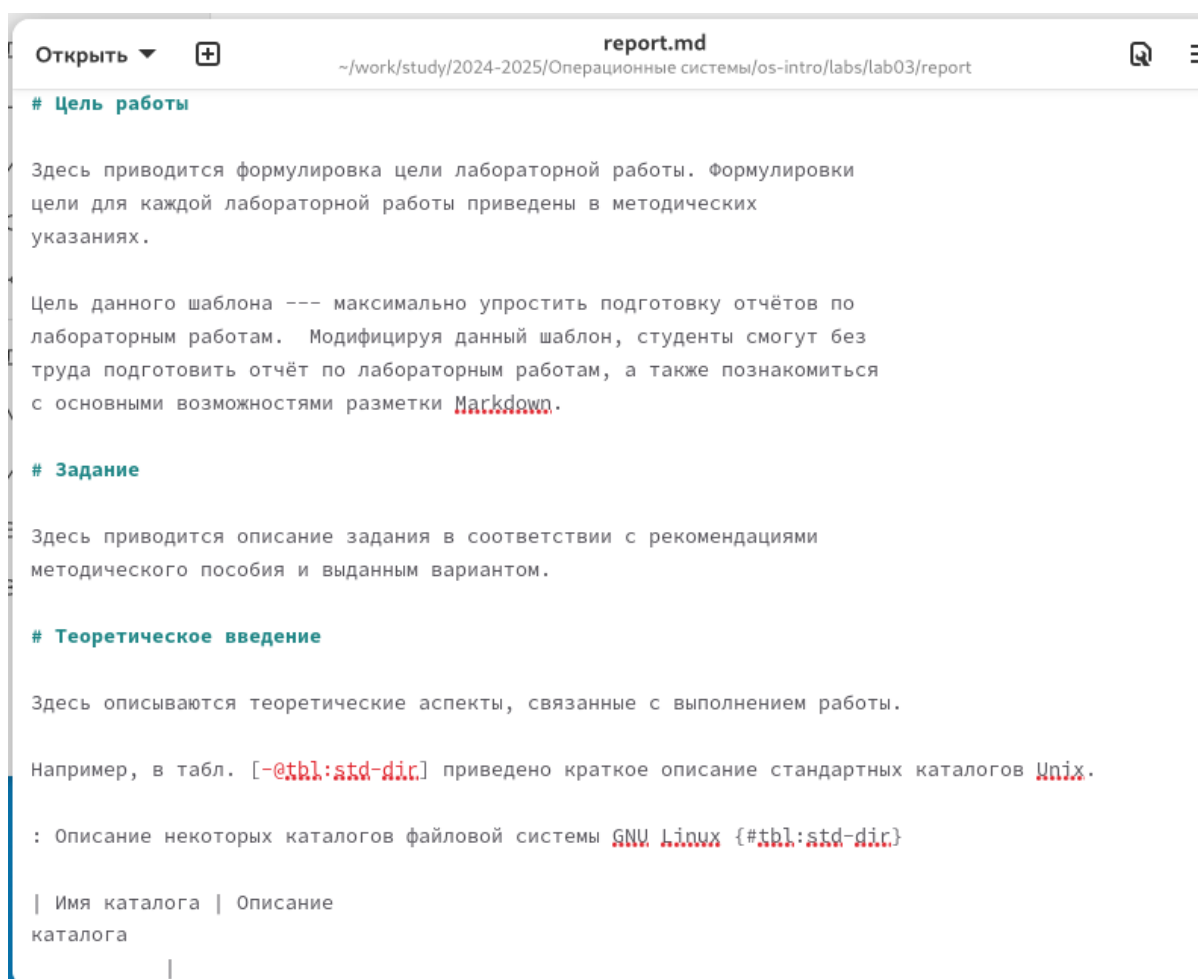 Открыть
report.md
~/work/study/2024-2025/Операционные системы/os-intro/labs/lab03/report
# Цель работы
Здесь приводится формулировка цели лабораторной работы. Формулировки
цели для каждой лабораторной работы приведены в методических
указаниях.
Цель данного шаблона --- максимально упростить подготовку отчётов по
лабораторным работам.  Модифицируя данный шаблон, студенты смогут без
труда подготовить отчёт по лабораторным работам, а также познакомиться
с основными возможностями разметки Markdown.
# Задание
Здесь приводится описание задания в соответствии с рекомендациями
методического пособия и выданным вариантом.
# Теоретическое введение
Здесь описываются теоретические аспекты, связанные с выполнением работы.
Например, в табл. [-@tbl:std-dir] приведено краткое описание стандартных каталогов Unix.
: Описание некоторых каталогов файловой системы GNU Linux {#tbl:std-dir}
| Имя каталога | Описание
каталога
|